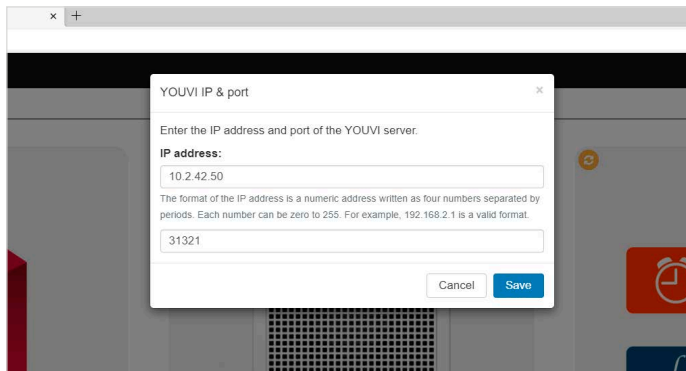 YOUVI IP & port
Enter the IP address and port of the YOUVI server.
IP address:
10.2.42.50
The format of the IP address is a numeric address written as four numbers separated by
periods. Each number can be zero to 255. For example, 192.168.2.1 is a valid format.
31321
Cancel Save